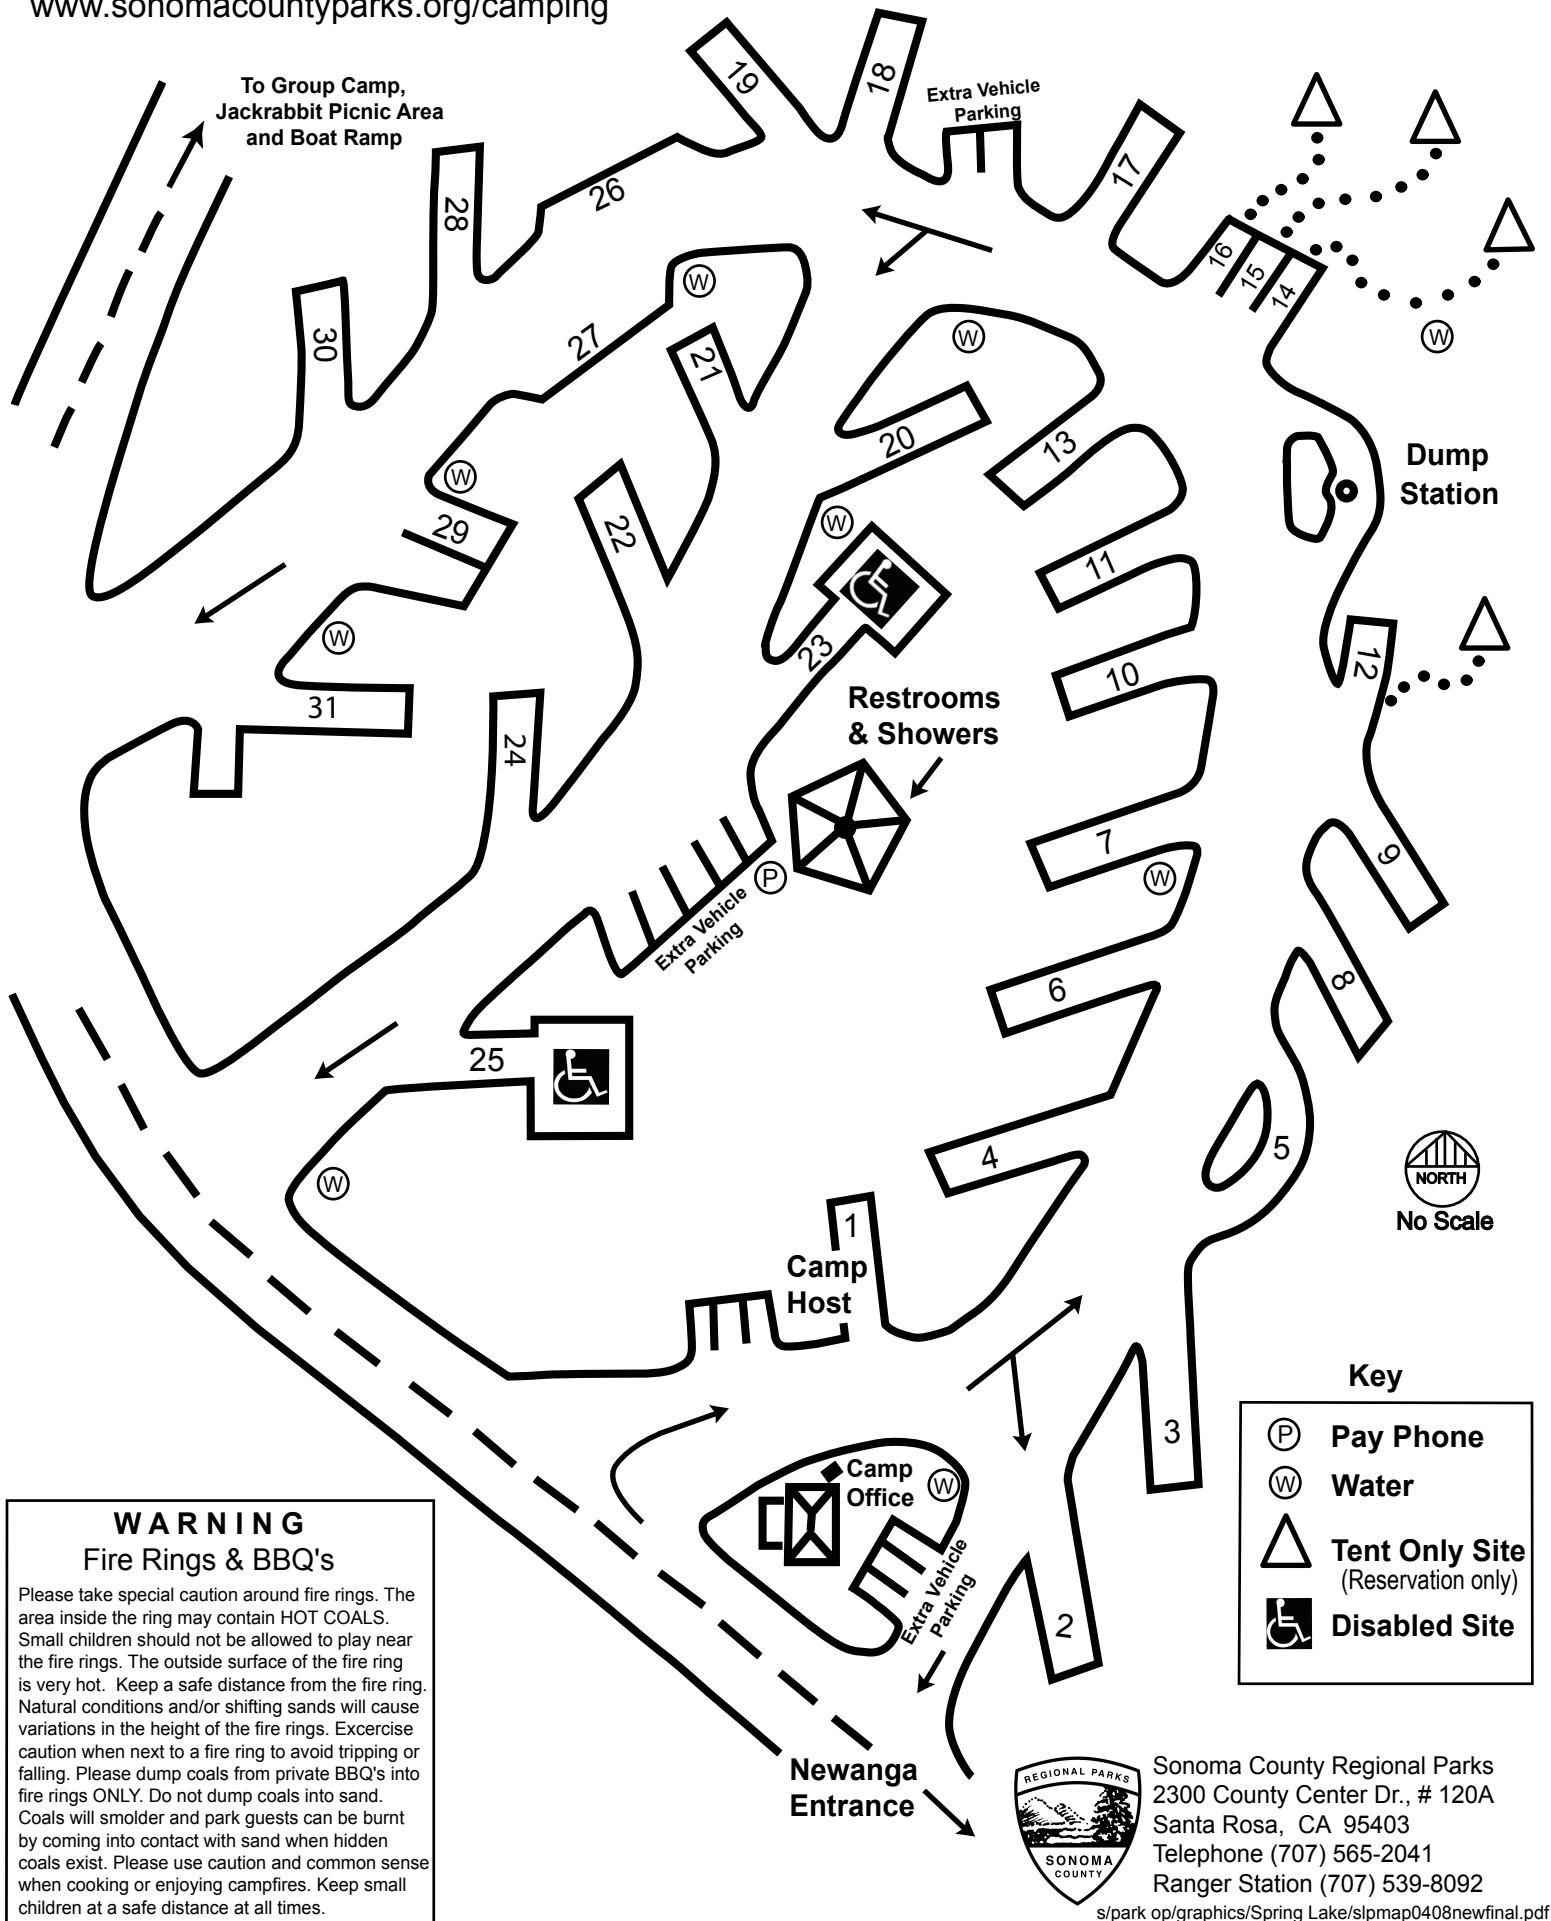 www.sonomacountyparks.org/camping
To Group Camp,
Jackrabbit Picnic Area
and Boat Ramp
19
18
Extra Vehicle
Parking
17
16
15
14
28
26
30
27
W
21
W
W
20
13
Dump
Station
W
29
22
W
11
W
23
10
12
31
24
Restrooms
& Showers
7
W
9
P
Extra Vehicle
Parking
6
8
25
4
5
W
NORTH
No Scale
1
Camp
Host
3
2
Camp
Office
W
Extra Vehicle
Parking
Key
P Pay Phone
W Water
Tent Only Site
(Reservation only)
Disabled Site
WARNING
Fire Rings & BBQ's
Please take special caution around fire rings. The
area inside the ring may contain HOT COALS.
Small children should not be allowed to play near
the fire rings. The outside surface of the fire ring
is very hot.  Keep a safe distance from the fire ring.
Natural conditions and/or shifting sands will cause
variations in the height of the fire rings. Excercise
caution when next to a fire ring to avoid tripping or
falling. Please dump coals from private BBQ's into
fire rings ONLY. Do not dump coals into sand.
Coals will smolder and park guests can be burnt
by coming into contact with sand when hidden
coals exist. Please use caution and common sense
when cooking or enjoying campfires. Keep small
children at a safe distance at all times.
Newanga
Entrance
REGIONAL PARKS
SONOMA
COUNTY
Sonoma County Regional Parks
2300 County Center Dr., # 120A
Santa Rosa,  CA  95403
Telephone (707) 565-2041
Ranger Station (707) 539-8092
s/park op/graphics/Spring Lake/slpmap0408newfinal.pdf